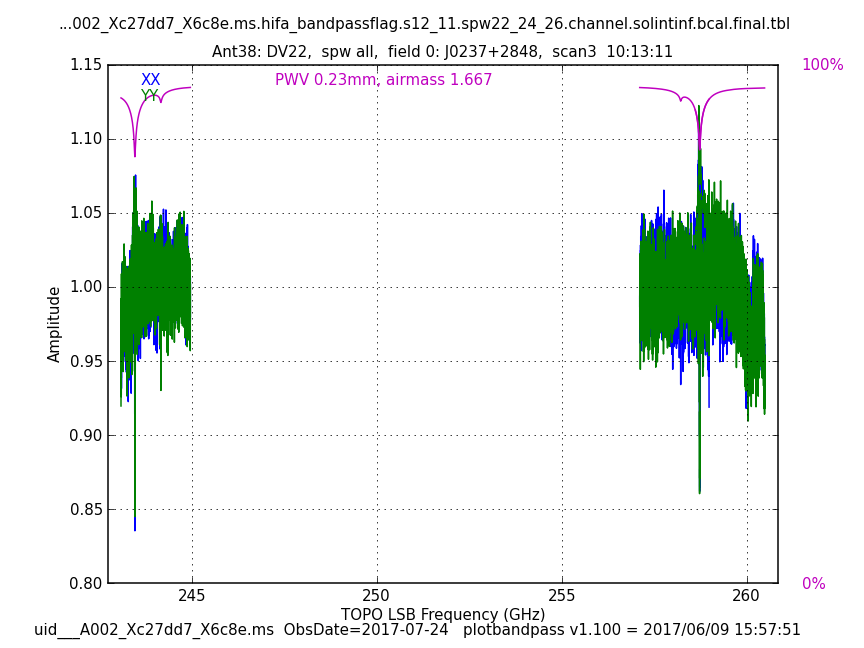 ...002_Xc27dd7_X6c8e.ms.hifa_bandpassflag.s12_11.spw22_24_26.channel.solintinf.bcal.final.tbl
Ant38: DV22, spw all, field 0: J0237+2848, scan3 10:13:11
1.15
100%
XX
PWV 0.23mm, airmass 1.667
YY
1.10
1.05
1.00
Amplitude
0.95
0.90
0.85
0.80
0%
245
250
255
260
TOPO LSB Frequency (GHz)
uid___A002_Xc27dd7_X6c8e.ms ObsDate=2017-07-24 plotbandpass v1.100 = 2017/06/09 15:57:51